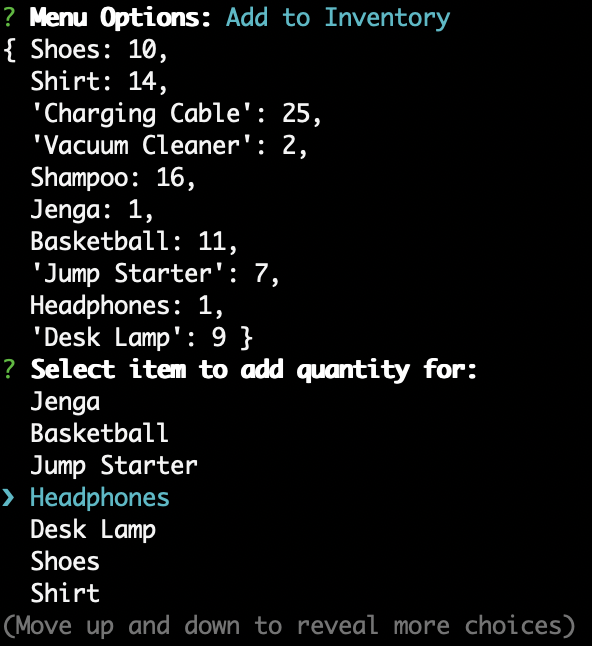 ? Menu Options: Add to Inventory
{ Shoes: 10,
  Shirt: 14,
  'Charging Cable': 25,
  'Vacuum Cleaner': 2,
  Shampoo: 16,
  Jenga: 1,
  Basketball: 11,
  'Jump Starter': 7,
  Headphones: 1,
  'Desk Lamp': 9 }
? Select item to add quantity for:
  Jenga
  Basketball
  Jump Starter
❯ Headphones
  Desk Lamp
  Shoes
  Shirt
(Move up and down to reveal more choices)